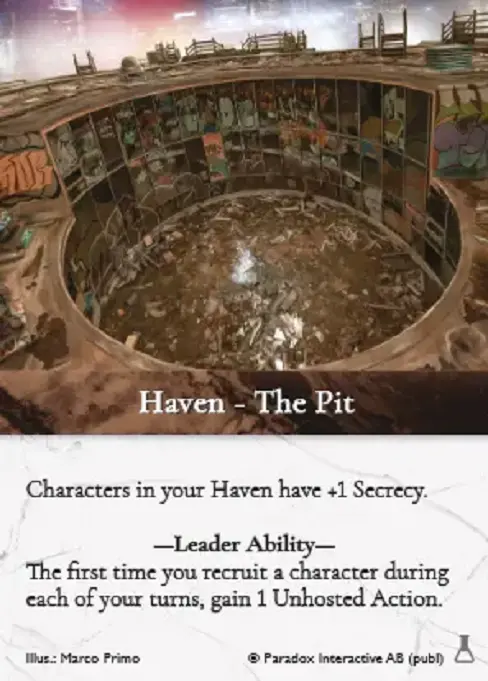 Haven - The Pit
Characters in your Haven have +1 Secrecy.
—Leader Ability—
The first time you recruit a character during
each of your turns, gain 1 Unhosted Action.
Illus.: Marco Primo
® Paradox Interactive AB (publ)